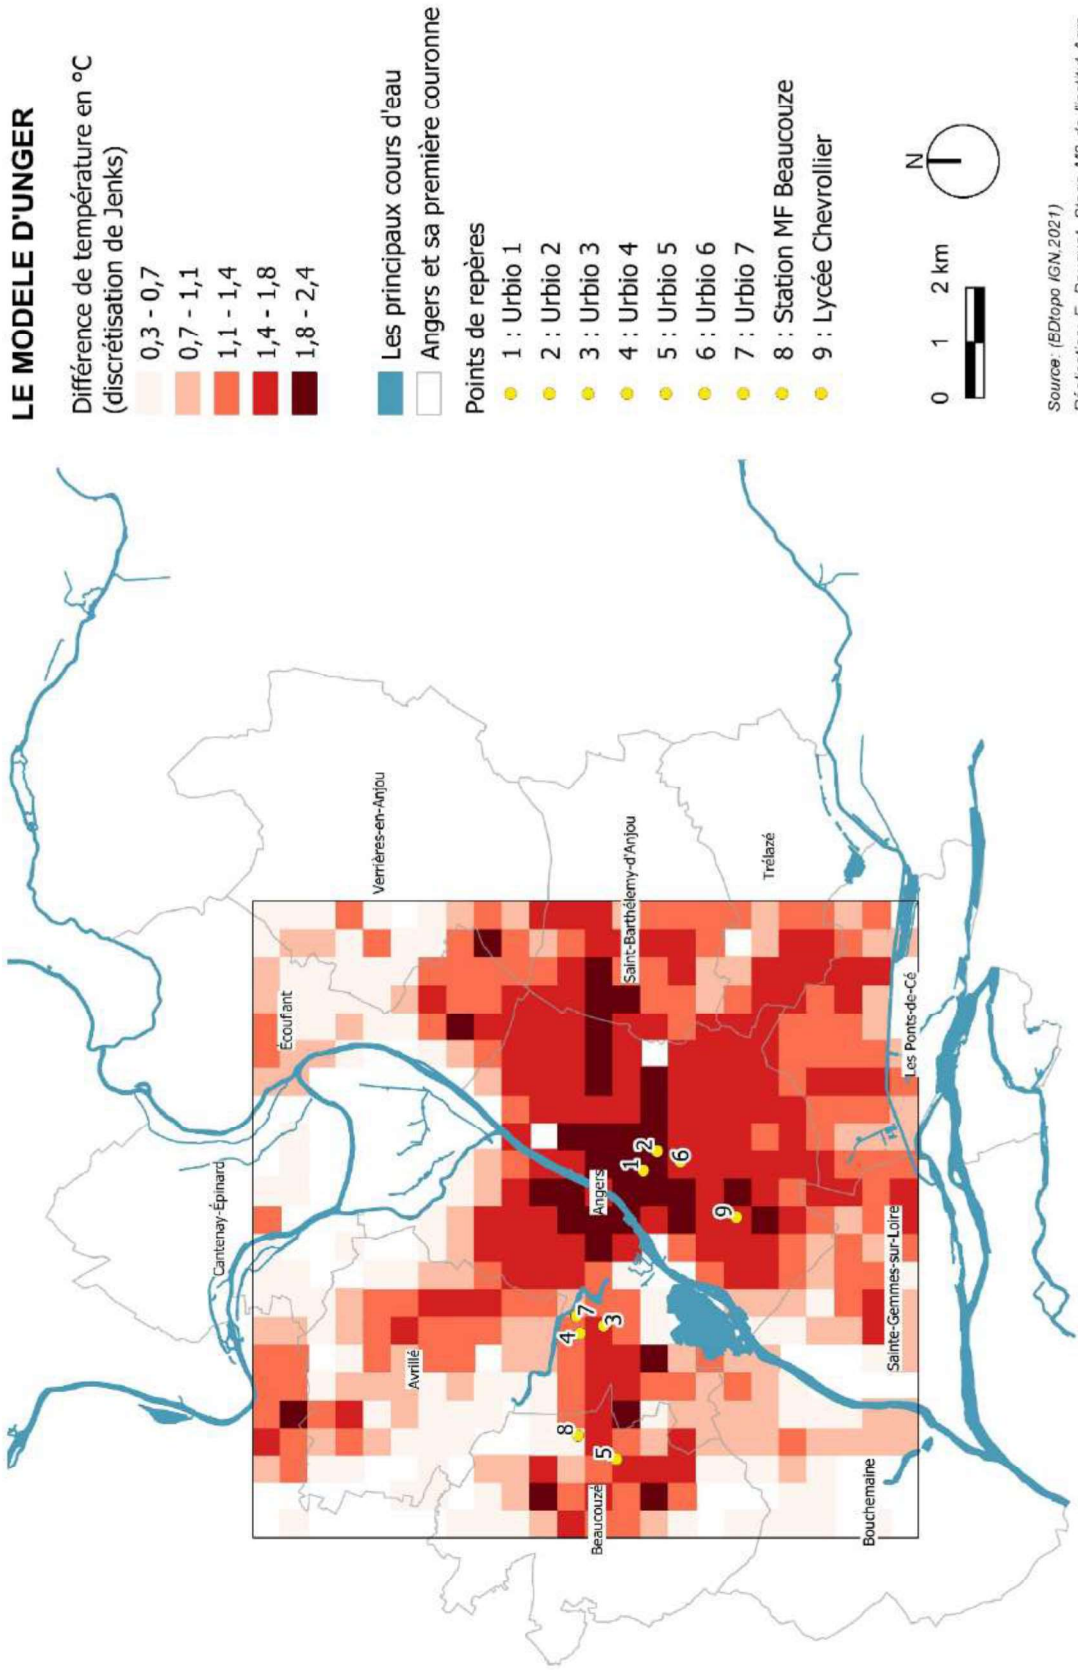 LE MODELE D'UNGER
Différence de température en °C
(discrétisation de Jenks)
0,3 - 0,7
0,7 - 1,1
1,1 - 1,4
1,4 - 1,8
1,8 - 2,4
Les principaux cours d'eau
Angers et sa première couronne
Points de repères
1 : Urbio 1
2 : Urbio 2
3 : Urbio 3
4 : Urbio 4
5 : Urbio 5
6 : Urbio 6
7 : Urbio 7
8 : Station MF Beaucouze
9 : Lycée Chevrollier
0 1 2 km
N
Source: (BDtopo IGN,2021)
Cantenay-Épinard
Écouflant
Verrières-en-Anjou
Avrillé
Angers
Saint-Barthélemy-d'Anjou
Beaucouzé
Trélazé
Bouchemaine
Sainte-Gemmes-sur-Loire
Les Ponts-de-Cé
8
4
7
5
3
1
2
6
9